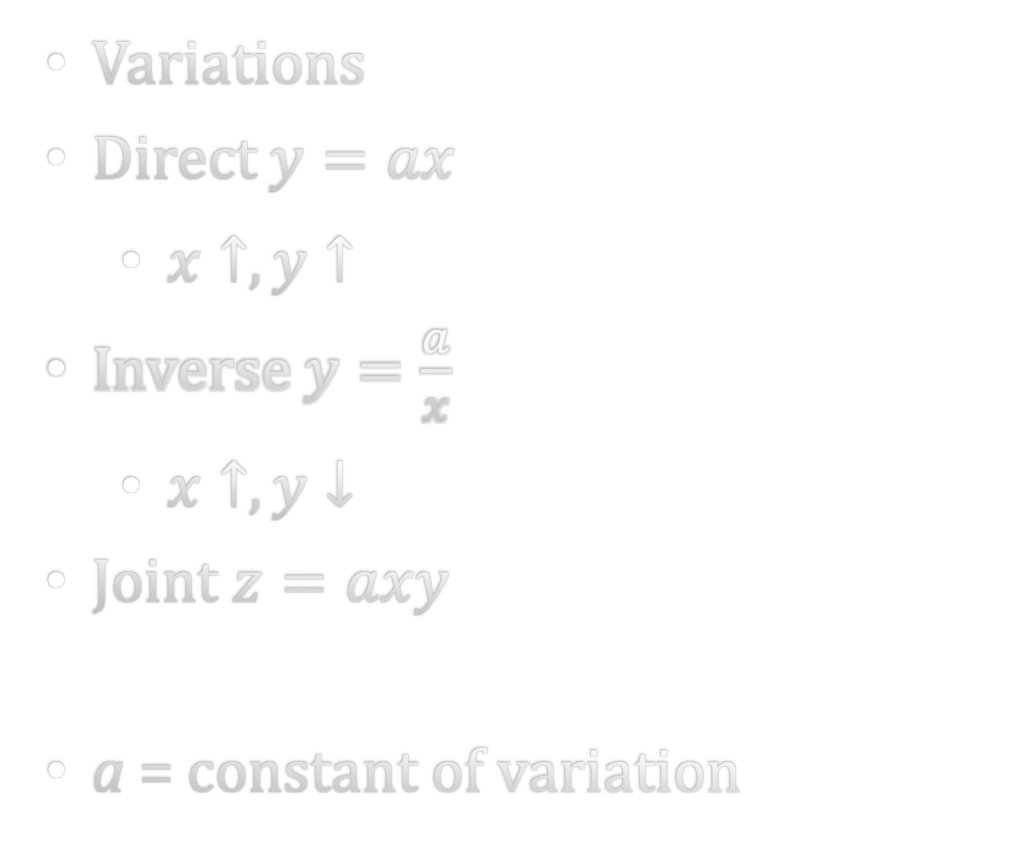 Variations
Direct y = ax
x ↑, y ↑
Inverse y = a/x
x ↑, y ↓
Joint z = axy
a = constant of variation